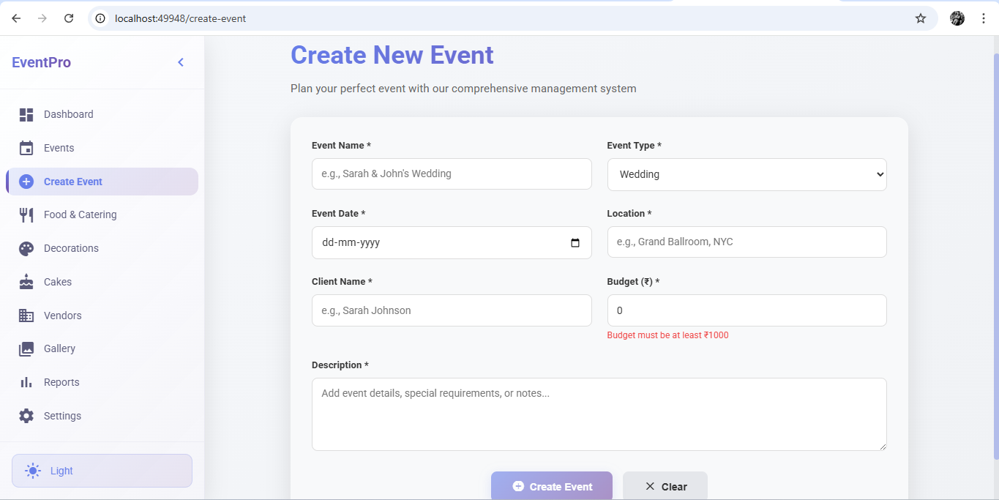 localhost:49948/create-event
EventPro
Dashboard
Events
Create Event
Food & Catering
Decorations
Cakes
Vendors
Gallery
Reports
Settings
Light
Create New Event
Plan your perfect event with our comprehensive management system
Event Name *
e.g., Sarah & John's Wedding
Event Type *
Wedding
Event Date *
dd-mm-yyyy
Location *
e.g., Grand Ballroom, NYC
Client Name *
e.g., Sarah Johnson
Budget (₹) *
0
Budget must be at least ₹1000
Description *
Add event details, special requirements, or notes...
Create Event
Clear